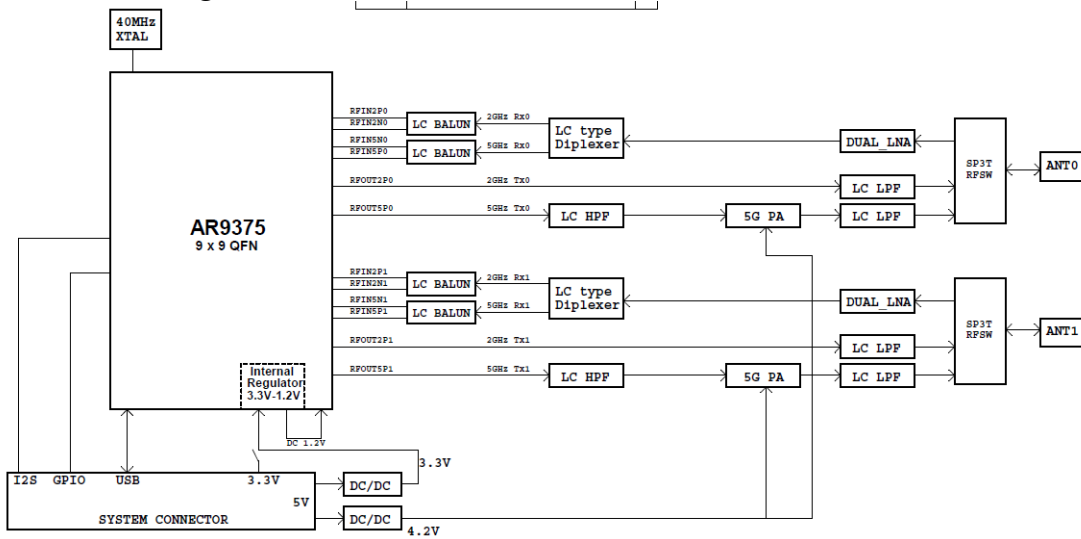 40MHz
XTAL
RFIN2P0
RFIN2N0
LC BALUN
2GHz Rx0
LC type
Diplexer
RFIN5N0
RFIN5P0
LC BALUN
5GHz Rx0
DUAL_LNA
SP3T
RFSW
ANT0
RFOUT2P0
2GHz Tx0
LC LPF
RFOUT5P0
5GHz Tx0
LC HPF
5G PA
LC LPF
AR9375
9 x 9 QFN
RFIN2P1
RFIN2N1
LC BALUN
2GHz Rx1
LC type
Diplexer
RFIN5N1
RFIN5P1
LC BALUN
5GHz Rx1
DUAL_LNA
SP3T
RFSW
ANT1
RFOUT2P1
2GHz Tx1
LC LPF
RFOUT5P1
5GHz Tx1
LC HPF
5G PA
LC LPF
Internal
Regulator
3.3V-1.2V
DC 1.2V
3.3V
I2S GPIO USB 3.3V
5V
DC/DC
SYSTEM CONNECTOR
DC/DC
4.2V